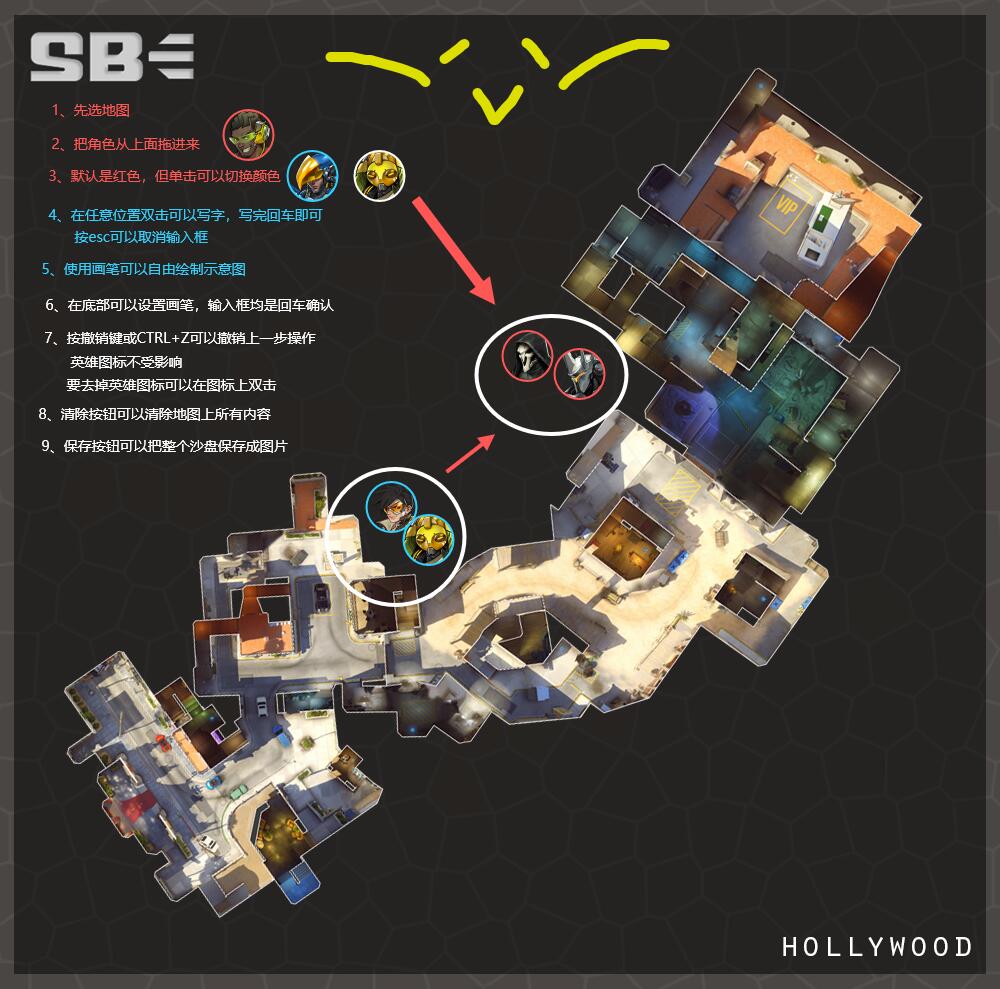 SBE
1、先选地图
2、把角色从上面拖进来
3、默认是红色，但单击可以切换颜色
4、在任意位置双击可以写字，写完回车即可
按esc可以取消输入框
5、使用画笔可以自由绘制示意图
6、在底部可以设置画笔，输入框均是回车确认
7、按撤销键或CTRL+Z可以撤销上一步操作
英雄图标不受影响
要去掉英雄图标可以在图标上双击
8、清除按钮可以清除地图上所有内容
9、保存按钮可以把整个沙盘保存成图片
VIP
HOLLYWOOD